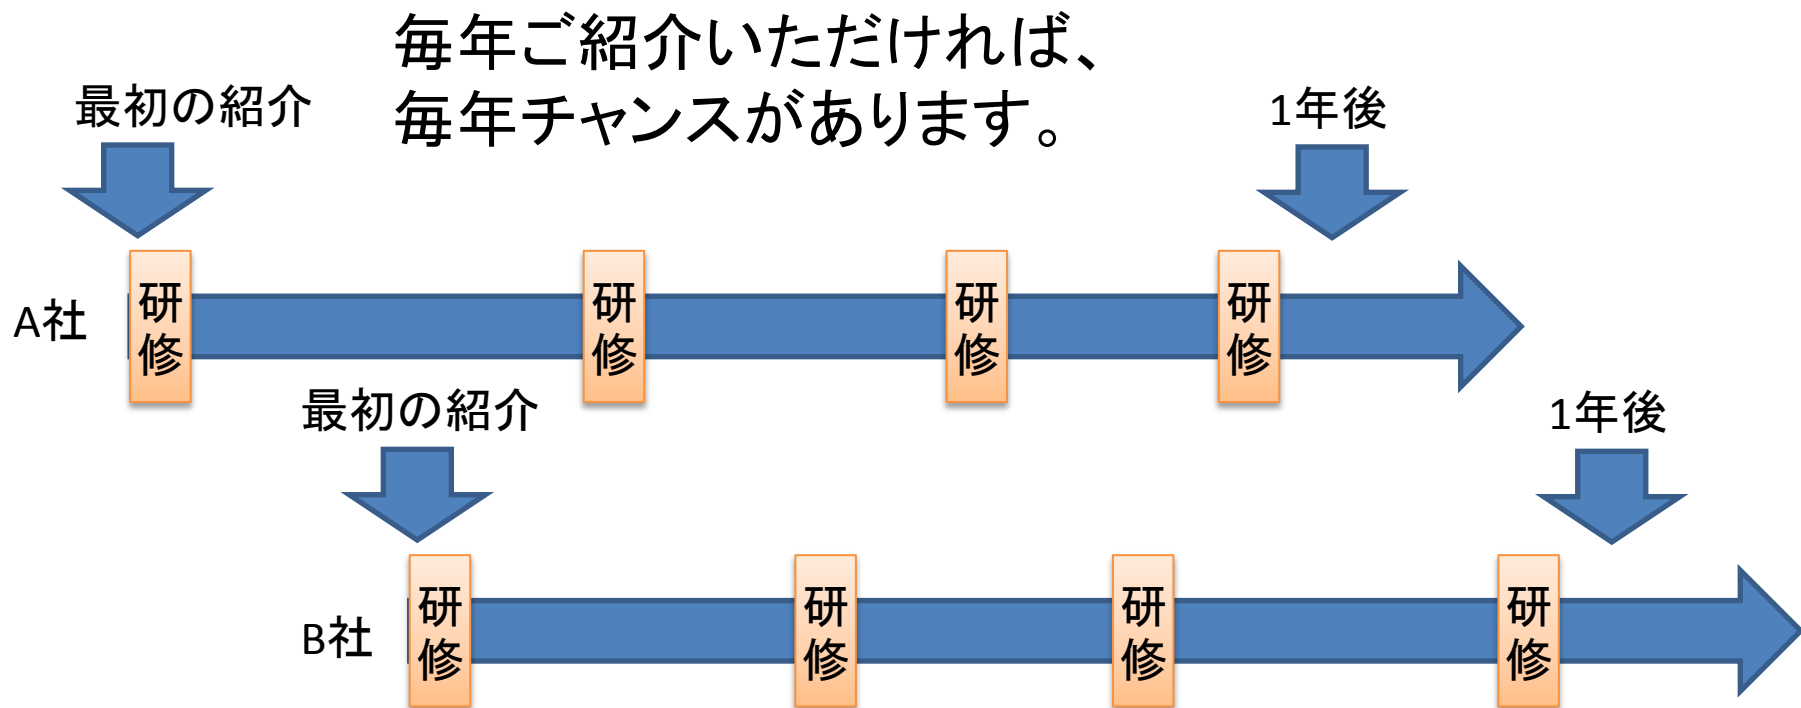 毎年ご紹介いただければ、
毎年チャンスがあります。
最初の紹介
1年後
A社
研修
研修
研修
研修
最初の紹介
1年後
B社
研修
研修
研修
研修